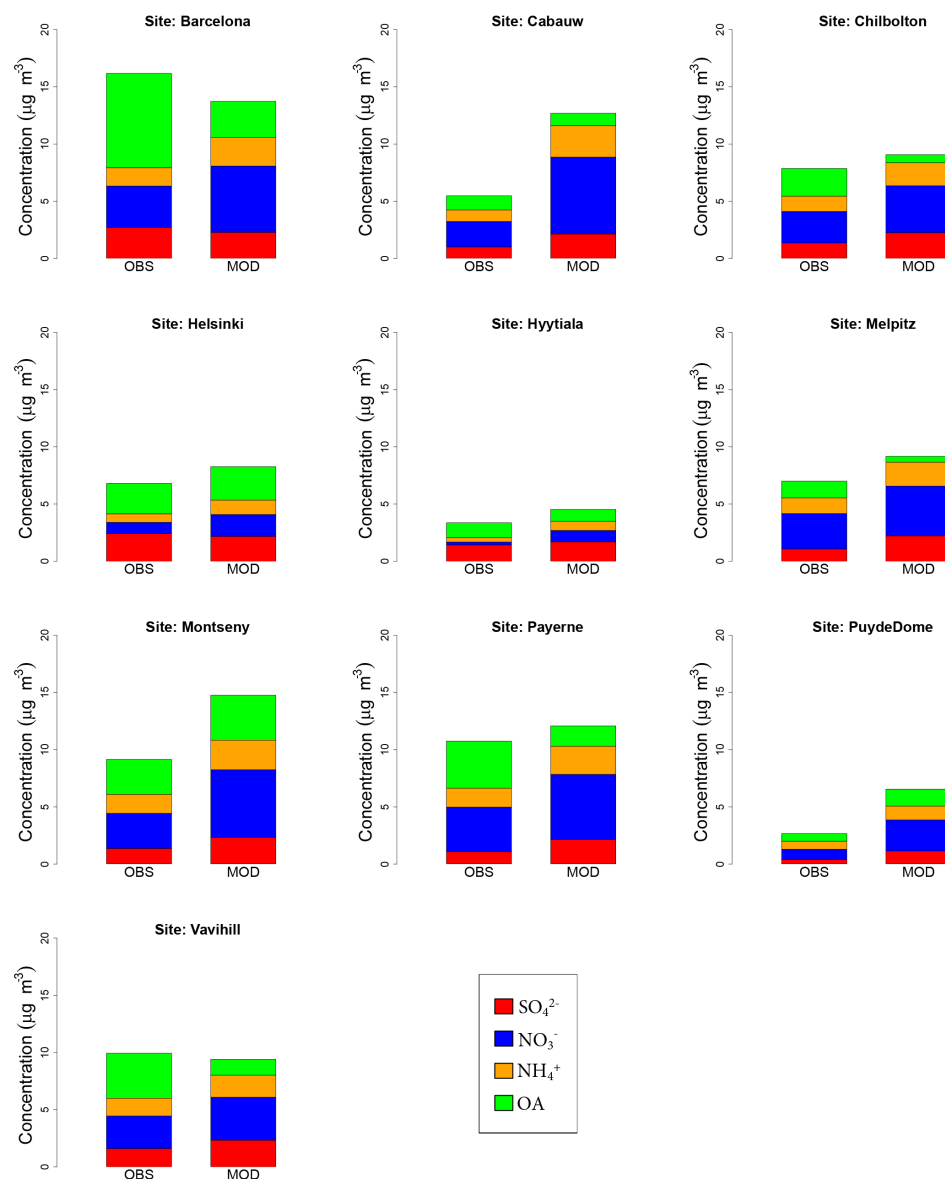 Site: Barcelona
Concentration (μg m-3)
0 5 10 15 20
OBS MOD
Site: Cabauw
Concentration (μg m-3)
0 5 10 15 20
OBS MOD
Site: Chilbolton
Concentration (μg m-3)
0 5 10 15 20
OBS MOD
Site: Helsinki
Concentration (μg m-3)
0 5 10 15 20
OBS MOD
Site: Hyytiala
Concentration (μg m-3)
0 5 10 15 20
OBS MOD
Site: Melpitz
Concentration (μg m-3)
0 5 10 15 20
OBS MOD
Site: Montseny
Concentration (μg m-3)
0 5 10 15 20
OBS MOD
Site: Payerne
Concentration (μg m-3)
0 5 10 15 20
OBS MOD
Site: PuydeDome
Concentration (μg m-3)
0 5 10 15 20
OBS MOD
Site: Vavihill
Concentration (μg m-3)
0 5 10 15 20
OBS MOD
SO₄²⁻
NO₃⁻
NH₄⁺
OA